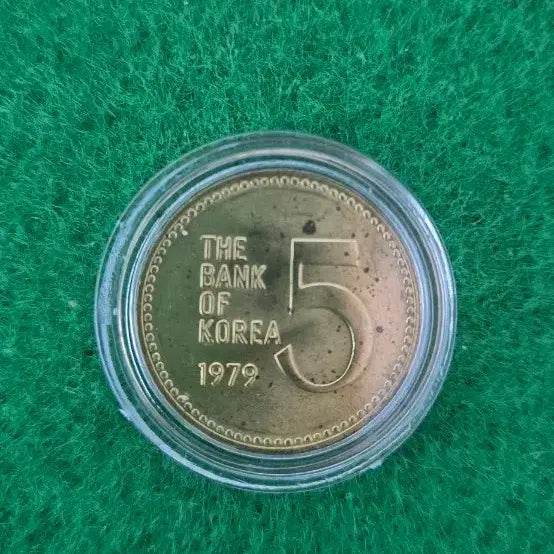 THE
BANK
OF
KOREA
1979
5